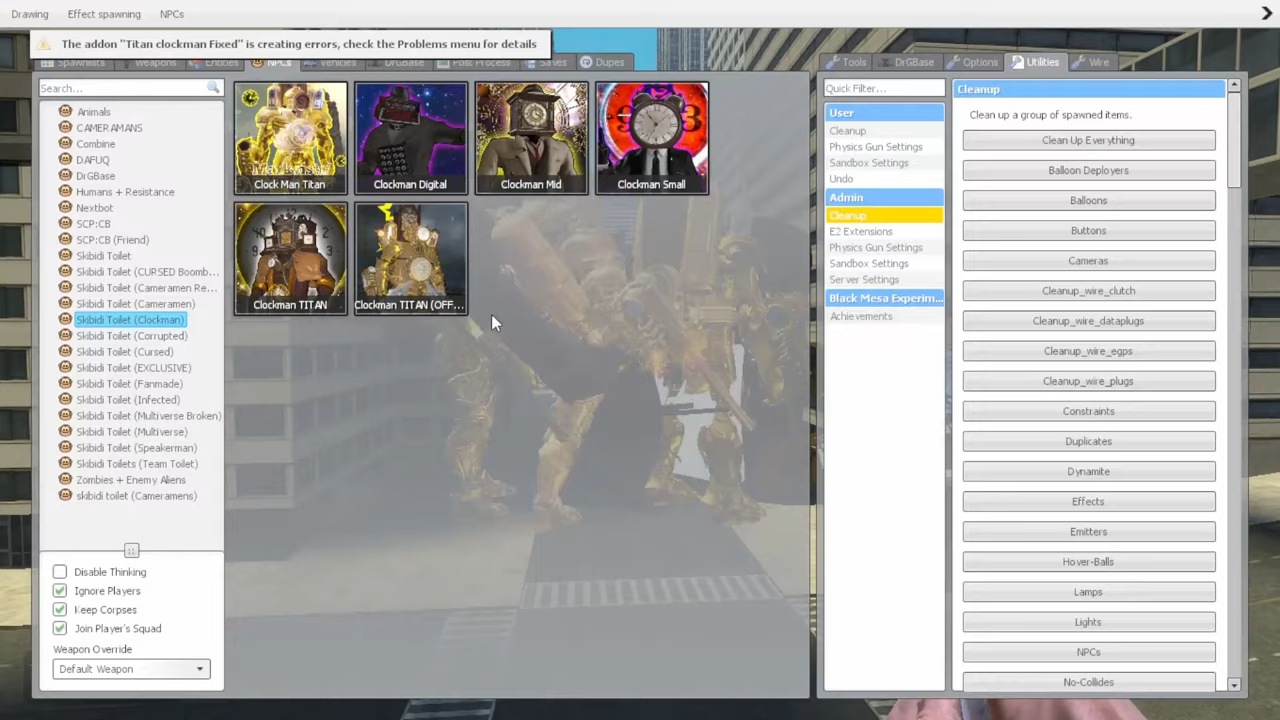 Drawing
Effect spawning
NPCs
The addon "Titan clockman Fixed" is creating errors, check the Problems menu for details
Spawnlists
Weapons
Entities
NPCs
Vehicles
DrGBase
Post Process
Saves
Dupes
Search...
Animals
CAMERAMANS
Combine
DAFUQ
DrGBase
Humans + Resistance
Nextbot
SCP:CB
SCP:CB (Friend)
Skibidi Toilet
Skibidi Toilet (CURSED Boomb...
Skibidi Toilet (Cameramen Re...
Skibidi Toilet (Cameramen)
Skibidi Toilet (Clockman)
Skibidi Toilet (Corrupted)
Skibidi Toilet (Cursed)
Skibidi Toilet (EXCLUSIVE)
Skibidi Toilet (Fanmade)
Skibidi Toilet (Infected)
Skibidi Toilet (Multiverse Broken)
Skibidi Toilet (Multiverse)
Skibidi Toilet (Speakerman)
Skibidi Toilets (Team Toilet)
Zombies + Enemy Aliens
skibidi toilet (Cameramens)
Disable Thinking
Ignore Players
Keep Corpses
Join Player's Squad
Weapon Override
Default Weapon
Clock Man Titan
Clockman Digital
Clockman Mid
Clockman Small
Clockman TITAN
Clockman TITAN (OFF...
Tools
DrGBase
Options
Utilities
Wire
Quick Filter...
User
Cleanup
Physics Gun Settings
Sandbox Settings
Undo
Admin
Cleanup
E2 Extensions
Physics Gun Settings
Sandbox Settings
Server Settings
Black Mesa Experim...
Achievements
Cleanup
Clean up a group of spawned items.
Clean Up Everything
Balloon Deployers
Balloons
Buttons
Cameras
Cleanup_wire_clutch
Cleanup_wire_dataplugs
Cleanup_wire_egps
Cleanup_wire_plugs
Constraints
Duplicates
Dynamite
Effects
Emitters
Hover-Balls
Lamps
Lights
NPCs
No-Collides